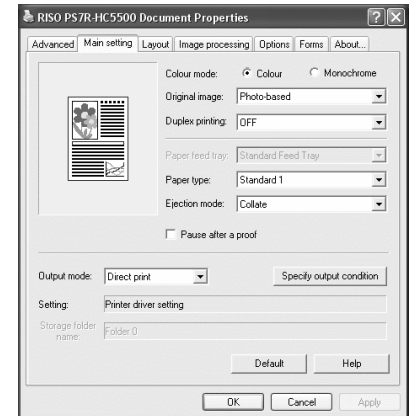 RISO PS7R-HC5500 Document Properties
Advanced Main setting Layout Image processing Options Forms About...
Colour mode: Colour Monochrome
Original image: Photo-based
Duplex printing: OFF
Paper feed tray: Standard Feed Tray
Paper type: Standard 1
Ejection mode: Collate
Pause after a proof
Output mode: Direct print Specify output condition
Setting: Printer driver setting
Storage folder name: Folder 0
Default Help
OK Cancel Apply